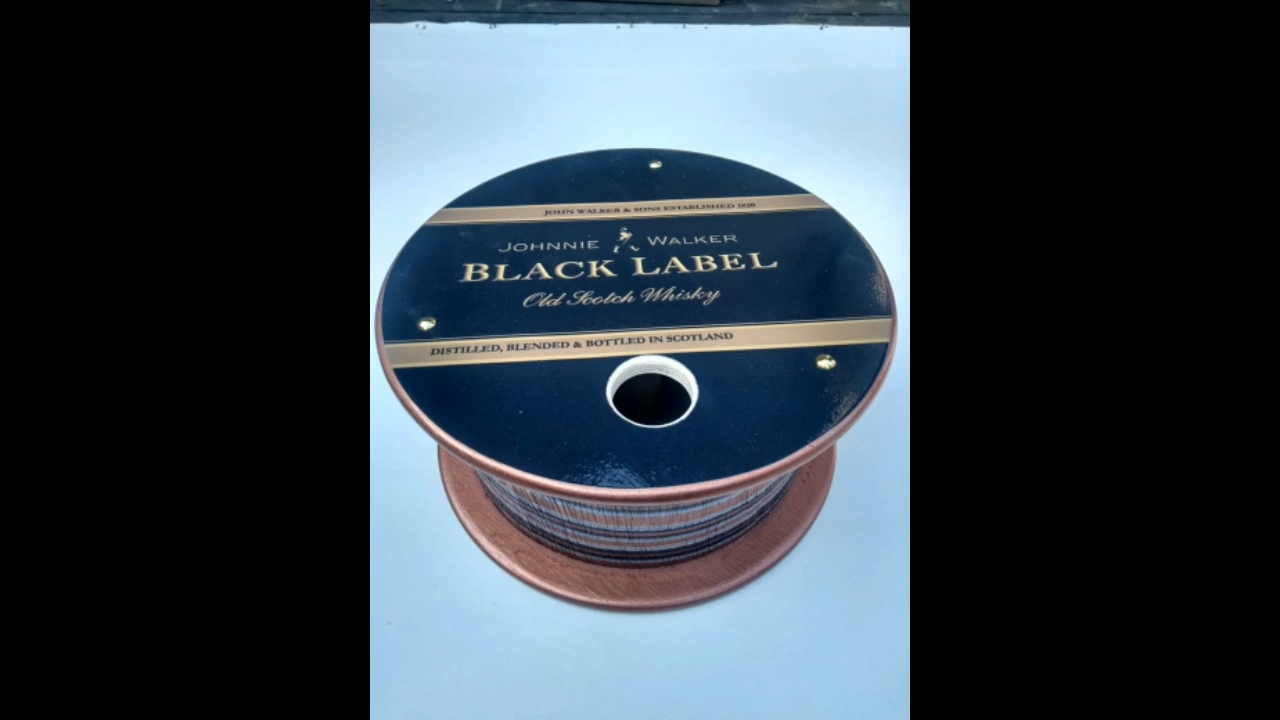 JOHN WALKER & SONS ESTABLISHED 1820
JOHNNIE WALKER
BLACK LABEL
Old Scotch Whisky
DISTILLED, BLENDED & BOTTLED IN SCOTLAND